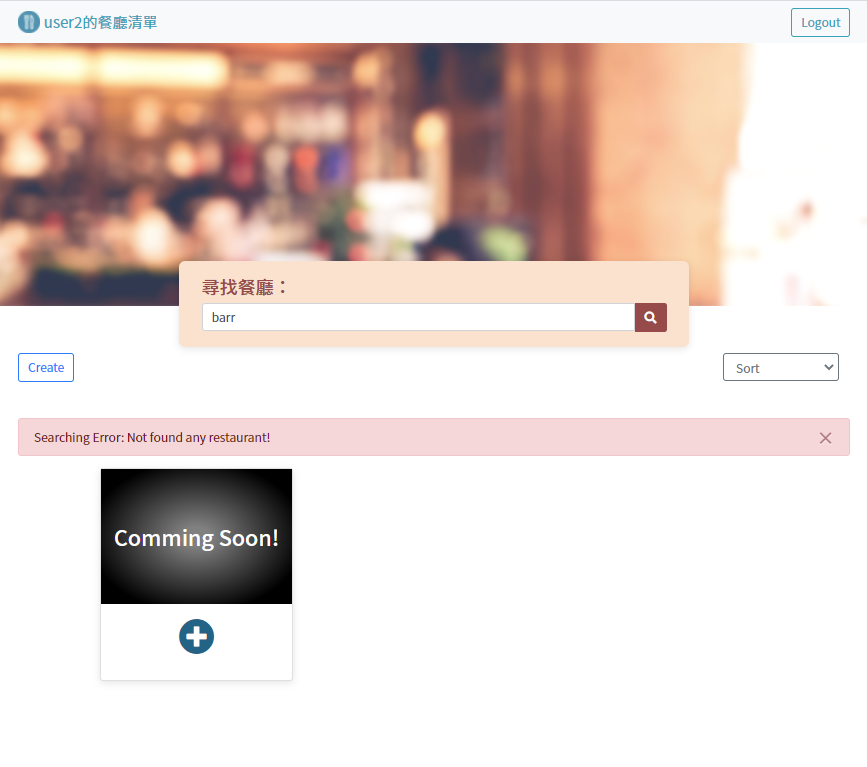 user2的餐廳清單
Logout
尋找餐廳：
barr
Create
Sort
Searching Error: Not found any restaurant!
Comming Soon!